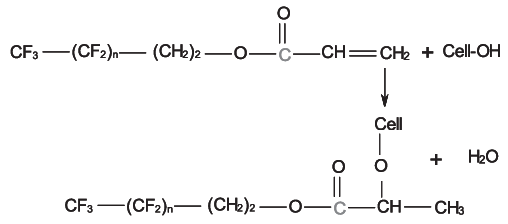 O
CF₃—(CF₂)ₙ—(CH₂)₂—O—C—CH=CH₂ + Cell-OH
Cell
O O + H₂O
CF₃—(CF₂)ₙ—(CH₂)₂—O—C—CH—CH₃